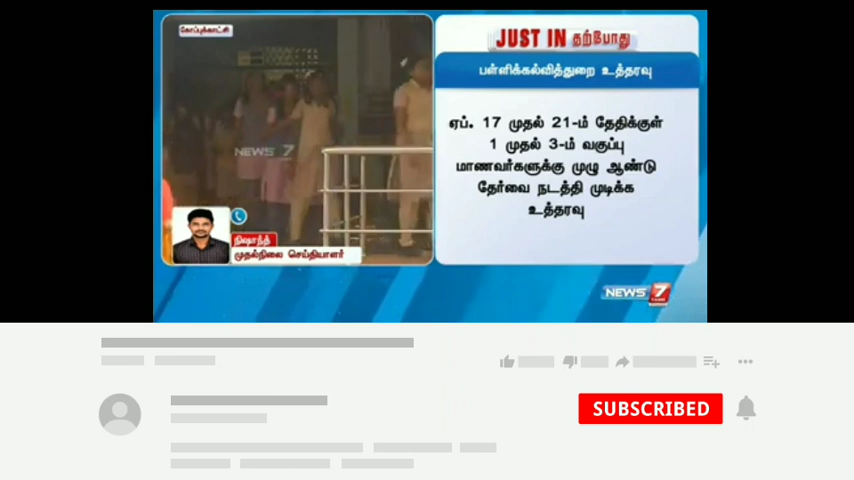 கோப்புக்காட்சி
JUST IN தற்போது
பள்ளிக்கல்வித்துறை உத்தரவு
ஏப். 17 முதல் 21-ம் தேதிக்குள்
1 முதல் 3-ம் வகுப்பு
மாணவர்களுக்கு முழு ஆண்டு
தேர்வை நடத்தி முடிக்க
உத்தரவு
NEWS 7
நிஷாந்த்
முதல்நிலை செய்தியாளர்
NEWS 7
SUBSCRIBED